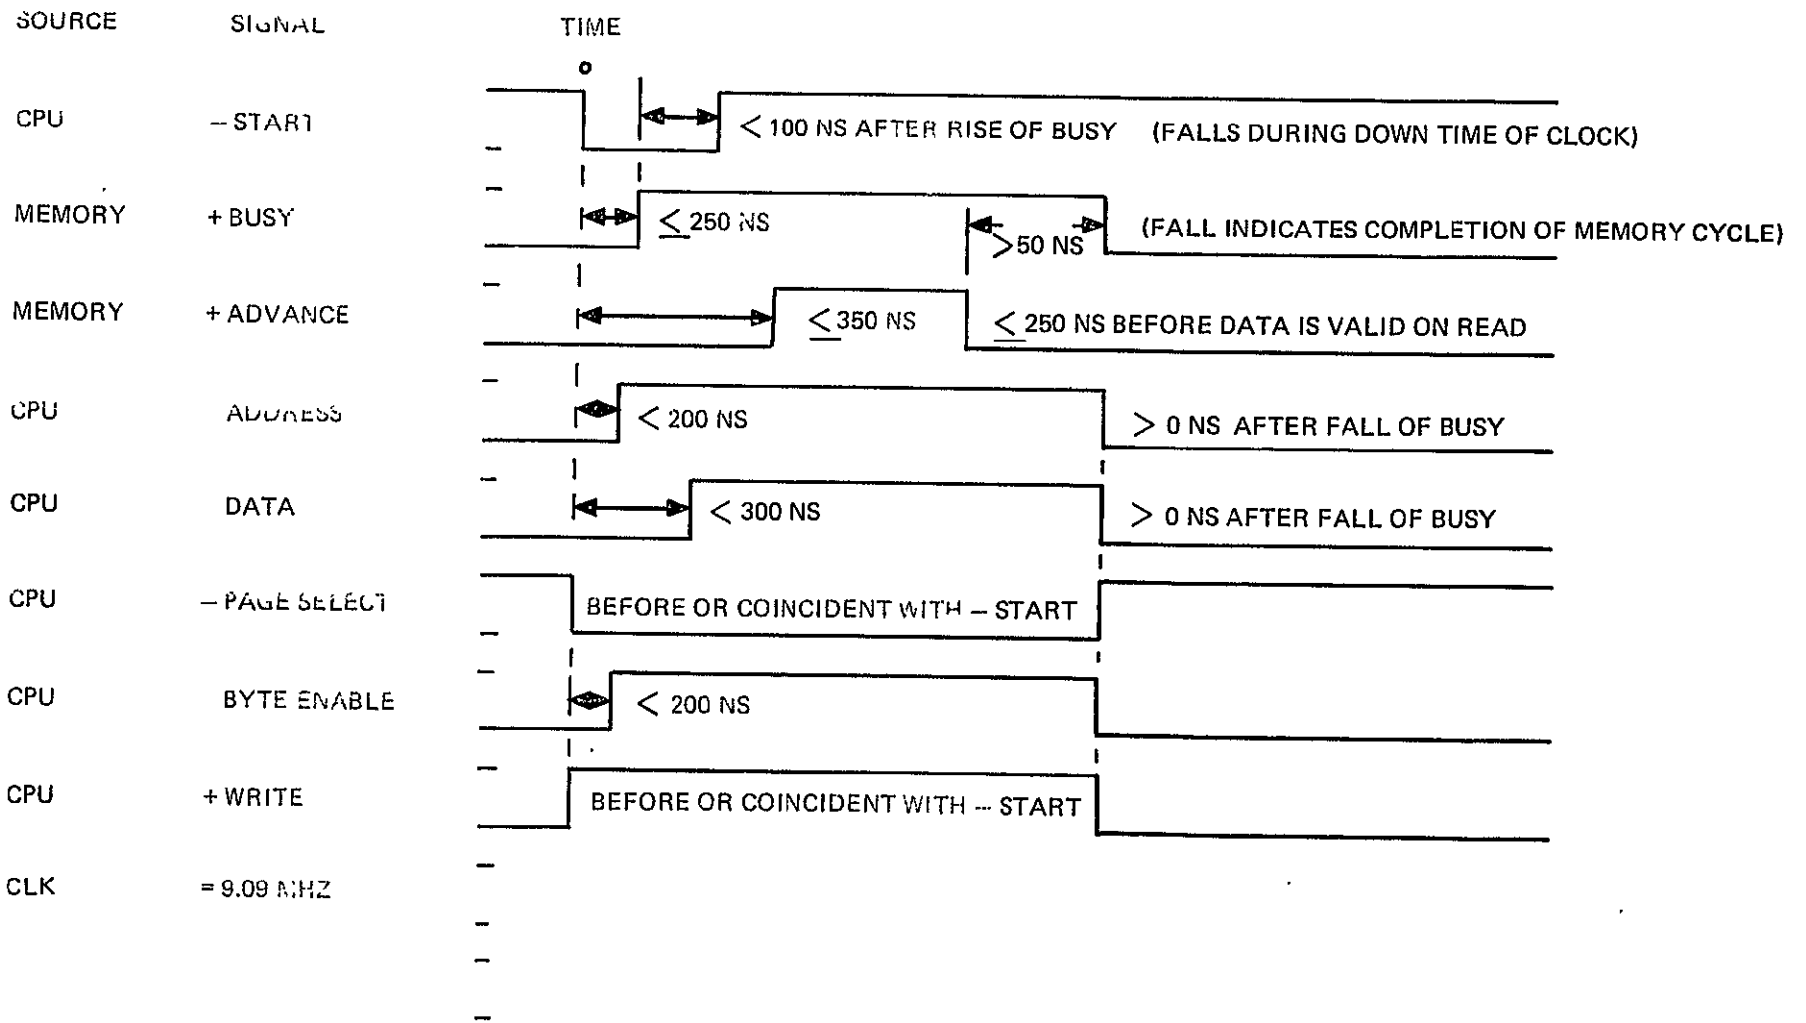 SOURCE SIGNAL TIME
0
CPU – START < 100 NS AFTER RISE OF BUSY (FALLS DURING DOWN TIME OF CLOCK)
MEMORY + BUSY ≤ 250 NS >50 NS (FALL INDICATES COMPLETION OF MEMORY CYCLE)
MEMORY + ADVANCE ≤ 350 NS ≤ 250 NS BEFORE DATA IS VALID ON READ
CPU ADDRESS < 200 NS > 0 NS AFTER FALL OF BUSY
CPU DATA < 300 NS > 0 NS AFTER FALL OF BUSY
CPU – PAGE SELECT BEFORE OR COINCIDENT WITH – START
CPU BYTE ENABLE < 200 NS
CPU + WRITE BEFORE OR COINCIDENT WITH – START
CLK = 9.09 MHZ